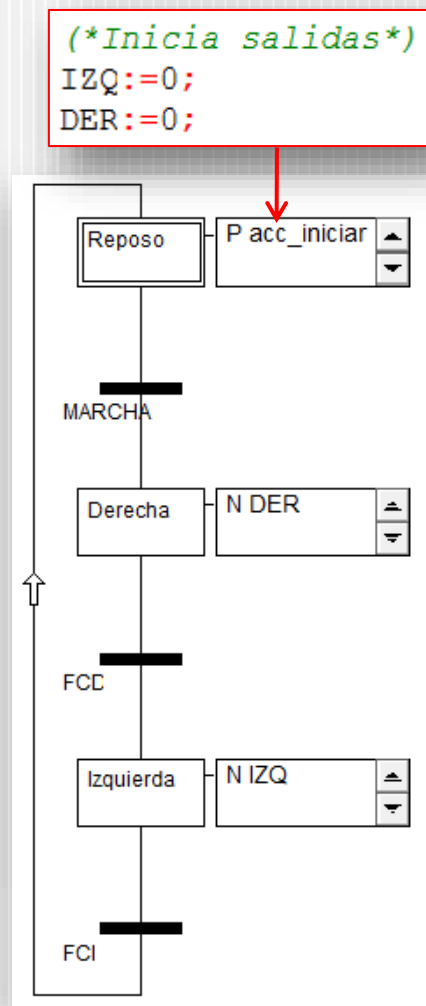 (*Inicia salidas*)
IZQ:=0;
DER:=0;
Reposo
P acc_iniciar
MARCHA
Derecha
N DER
FCD
Izquierda
N IZQ
FCI